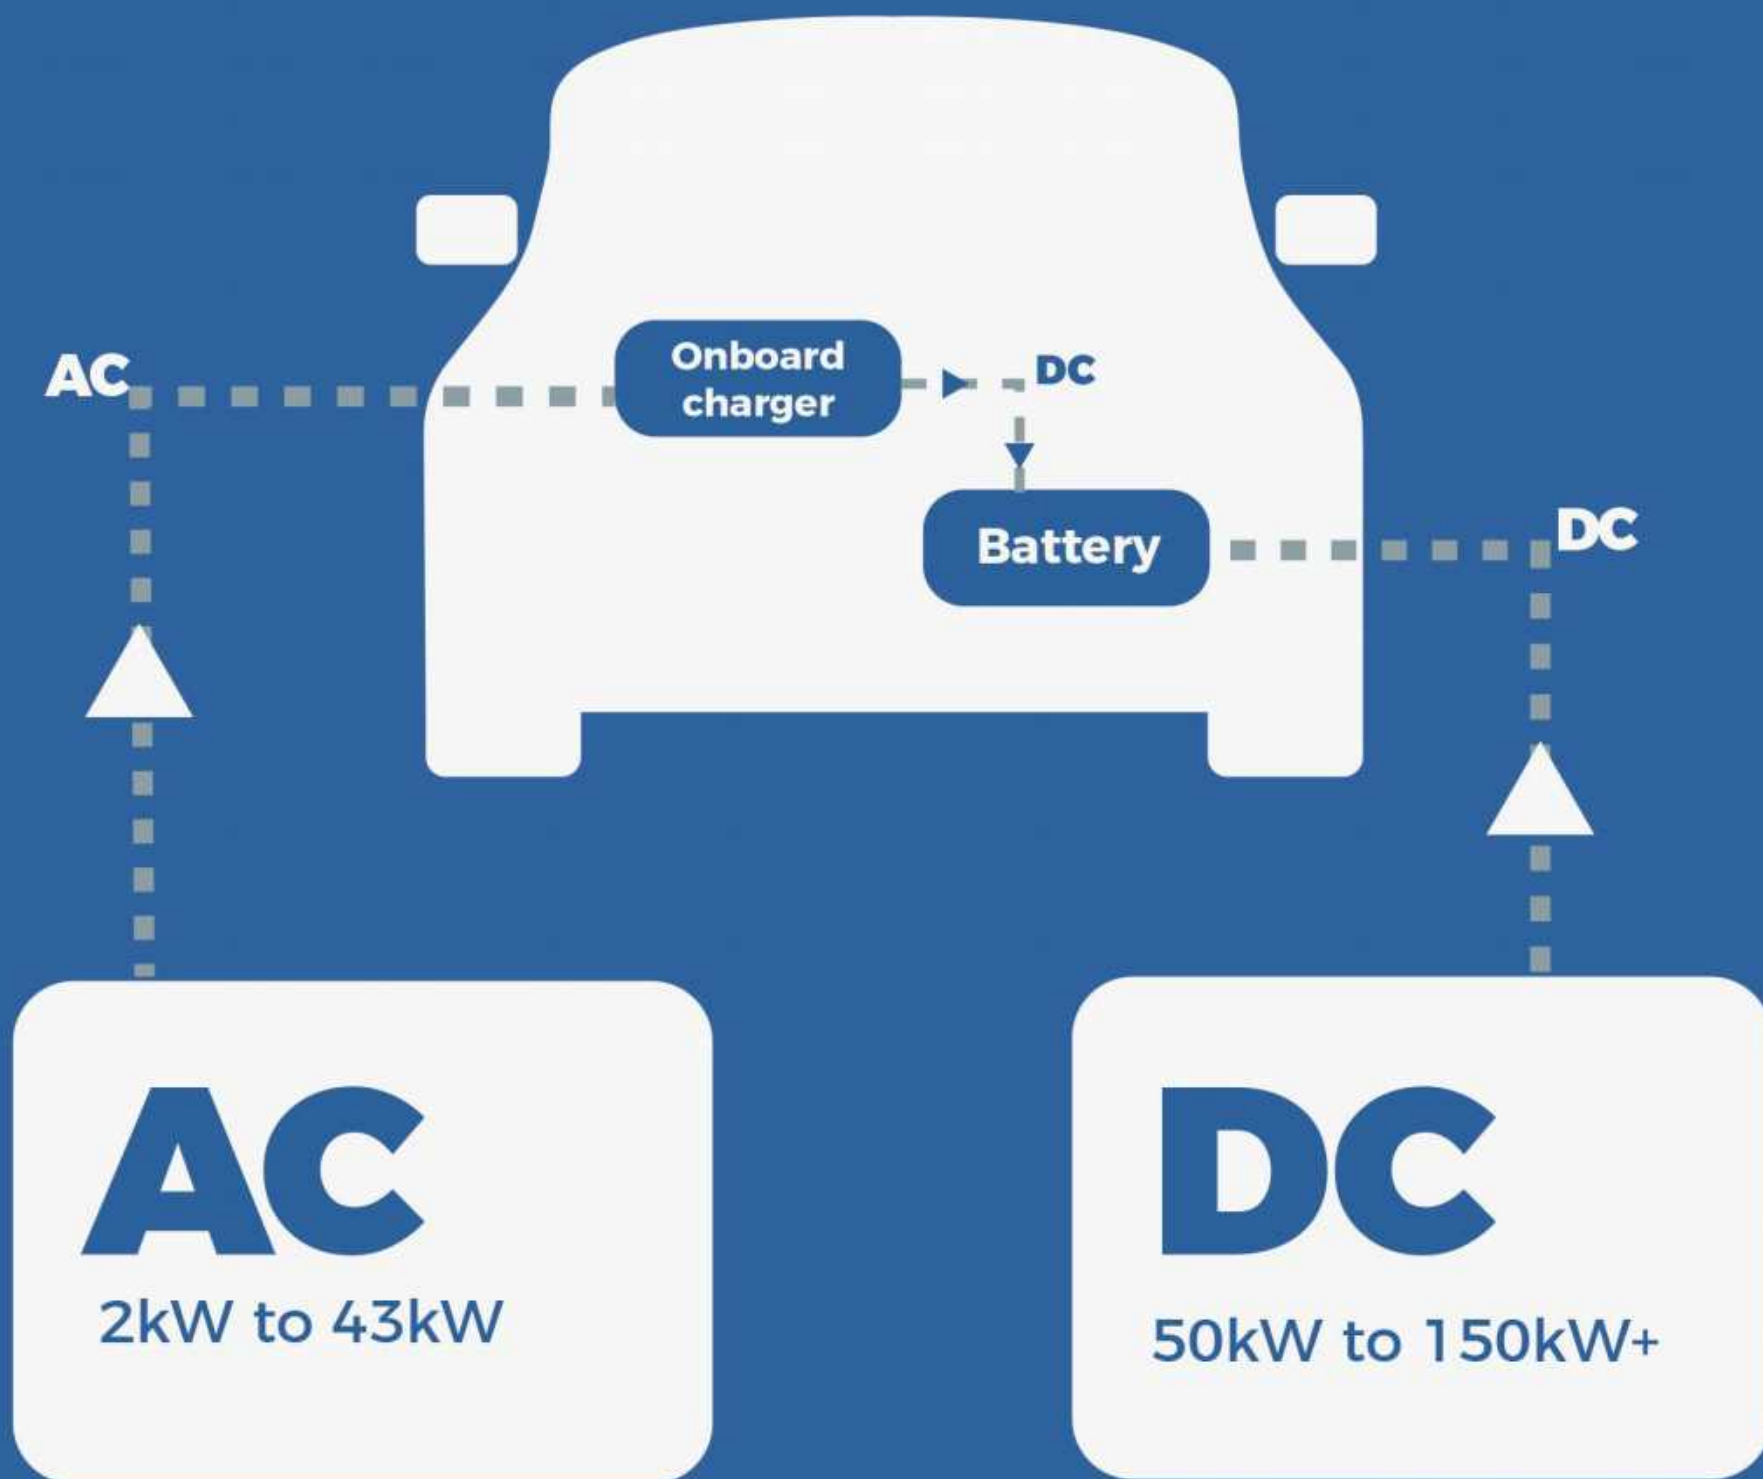 AC
Onboard
charger
DC
Battery
DC
AC
2kW to 43kW
DC
50kW to 150kW+